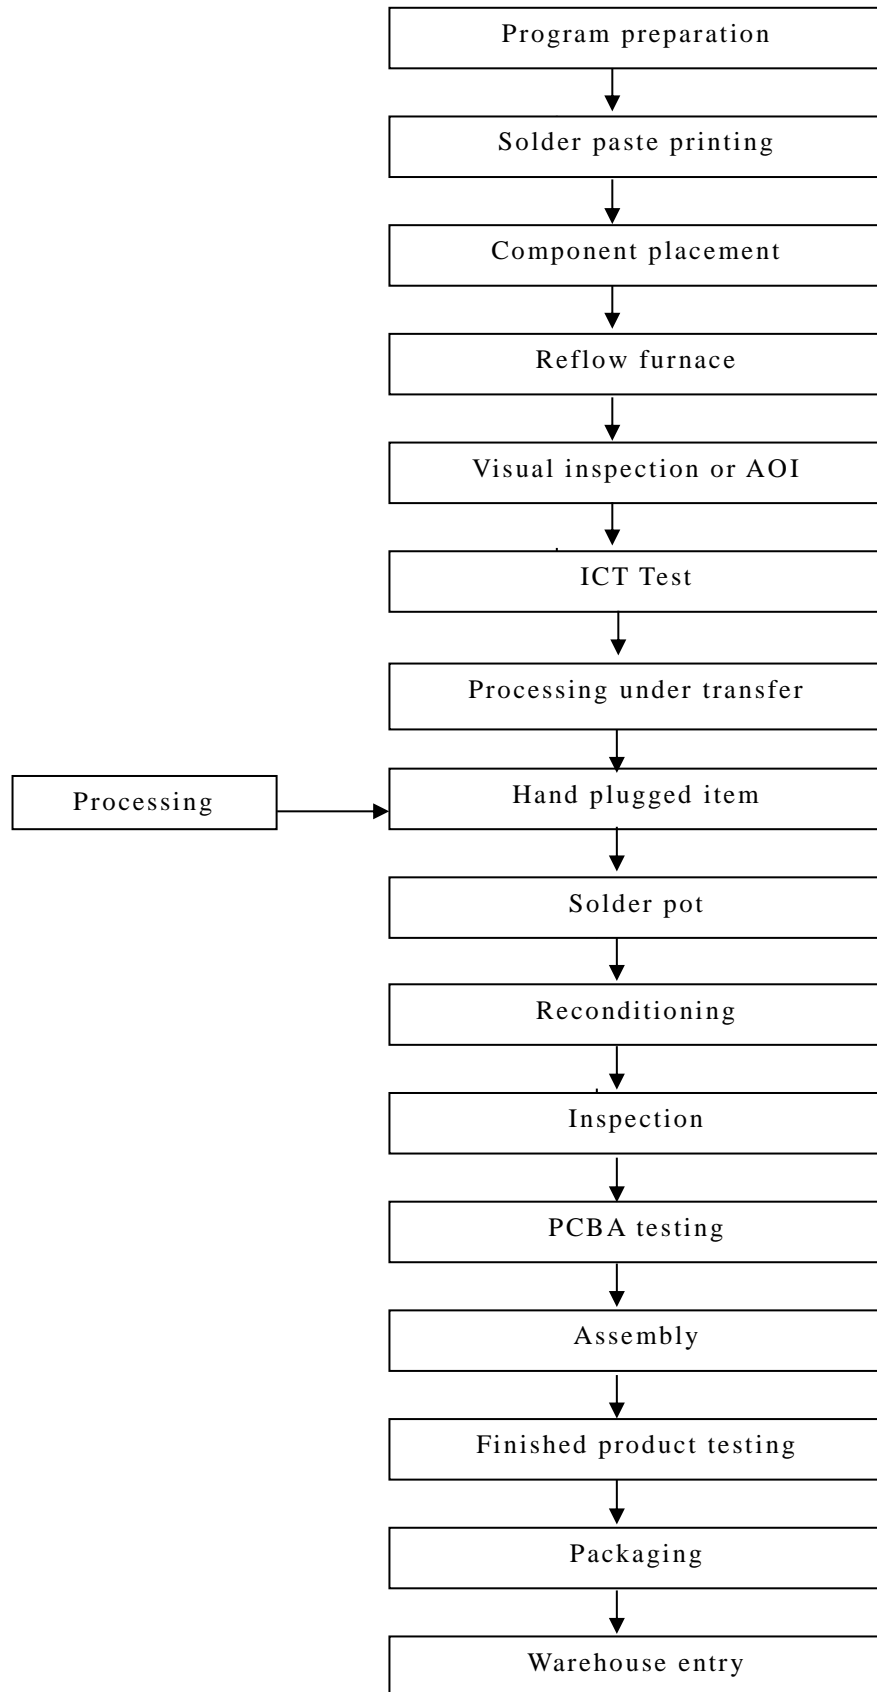 Program preparation
Solder paste printing
Component placement
Reflow furnace
Visual inspection or AOI
ICT Test
Processing under transfer
Processing
Hand plugged item
Solder pot
Reconditioning
Inspection
PCBA testing
Assembly
Finished product testing
Packaging
Warehouse entry